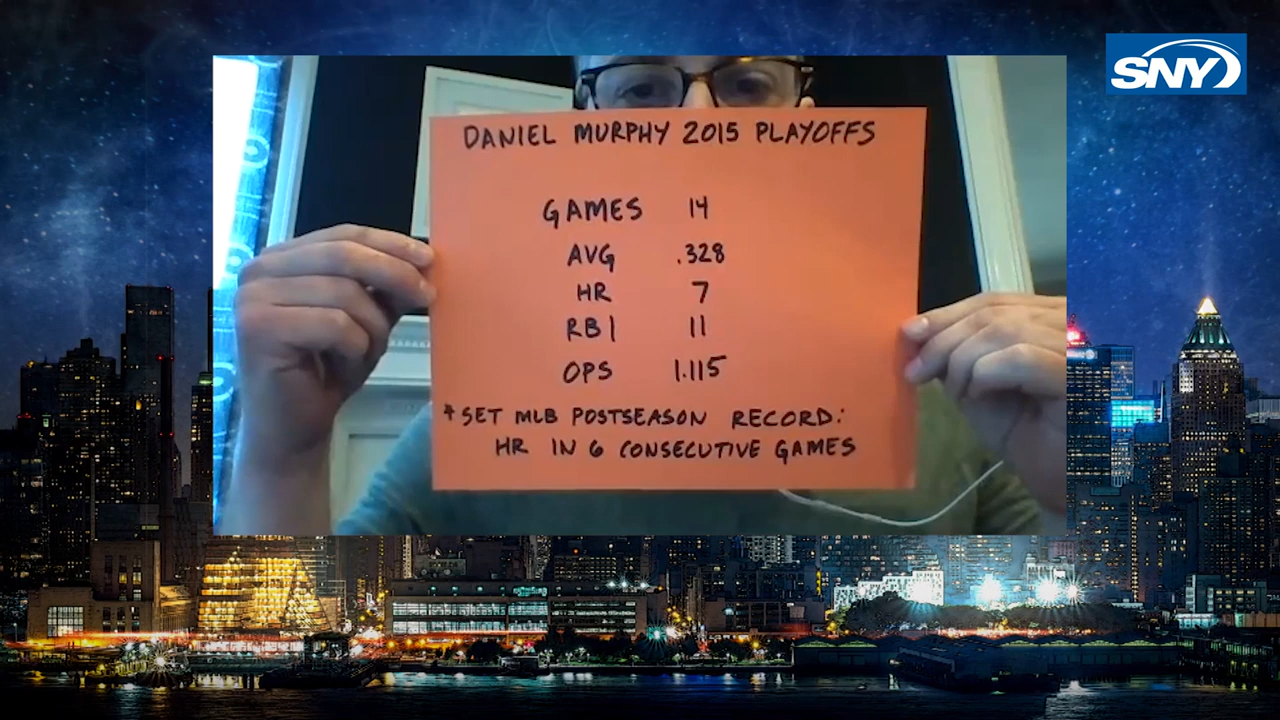 SNY
DANIEL MURPHY 2015 PLAYOFFS
GAMES 14
AVG .328
HR 7
RBI 11
OPS 1.115
*SET MLB POSTSEASON RECORD:
HR IN 6 CONSECUTIVE GAMES